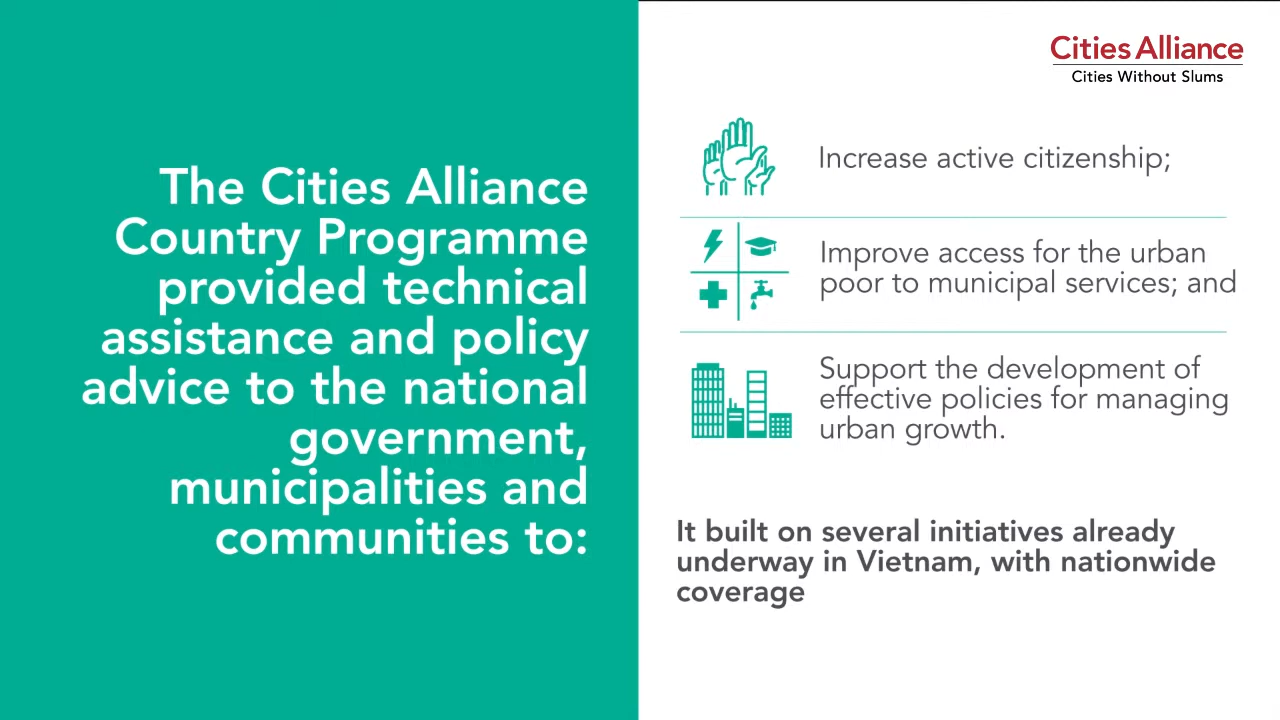 Cities Alliance
Cities Without Slums
The Cities Alliance
Country Programme
provided technical
assistance and policy
advice to the national
government,
municipalities and
communities to:
Increase active citizenship;
Improve access for the urban
poor to municipal services; and
Support the development of
effective policies for managing
urban growth.
It built on several initiatives already
underway in Vietnam, with nationwide
coverage